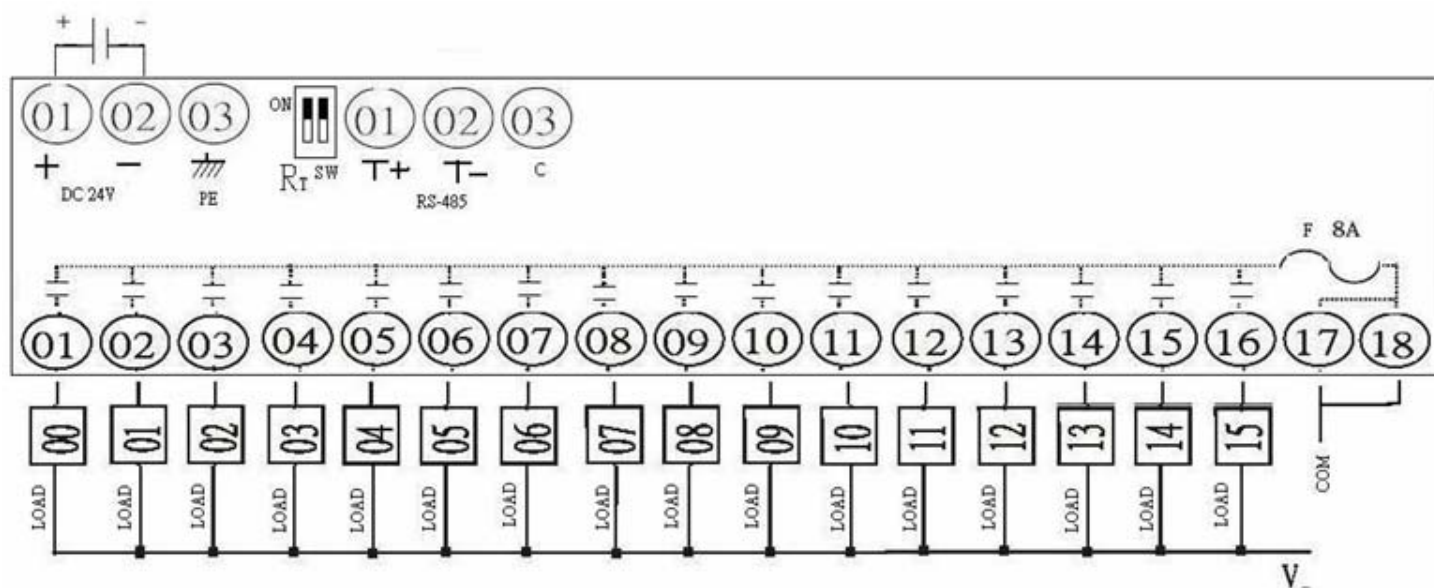 + -
01 02 03 ON 01 02 03
+ - RT SW T+ T- C
DC 24V PE RS-485
F 8A
01 02 03 04 05 06 07 08 09 10 11 12 13 14 15 16 17 18
00 01 02 03 04 05 06 07 08 09 10 11 12 13 14 15
LOAD LOAD LOAD LOAD LOAD LOAD LOAD LOAD LOAD LOAD LOAD LOAD LOAD LOAD LOAD LOAD COM